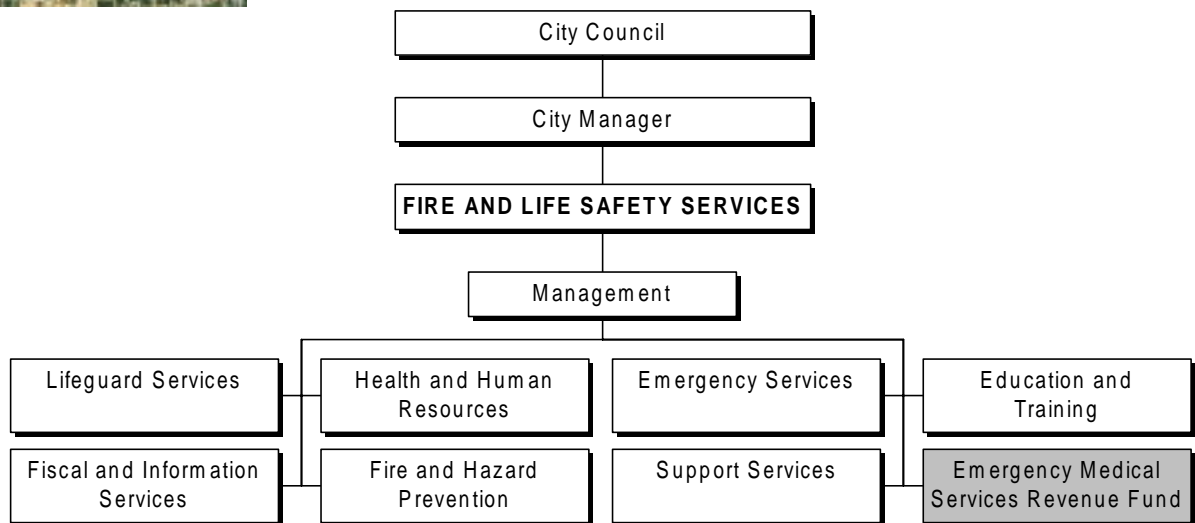 City Council
City Manager
FIRE AND LIFE SAFETY SERVICES
Management
Lifeguard Services
Health and Human
Resources
Emergency Services
Education and
Training
Fiscal and Information
Services
Fire and Hazard
Prevention
Support Services
Emergency Medical
Services Revenue Fund